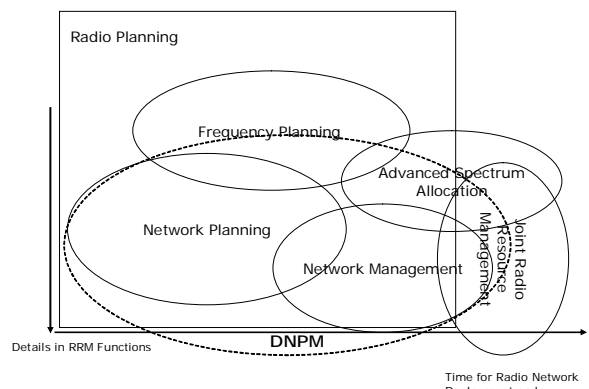 Radio Planning
Frequency Planning
Advanced Spectrum
Allocation
Network Planning
Joint Radio
Resource
Management
Network Management
DNPM
Details in RRM Functions
Time for Radio Network